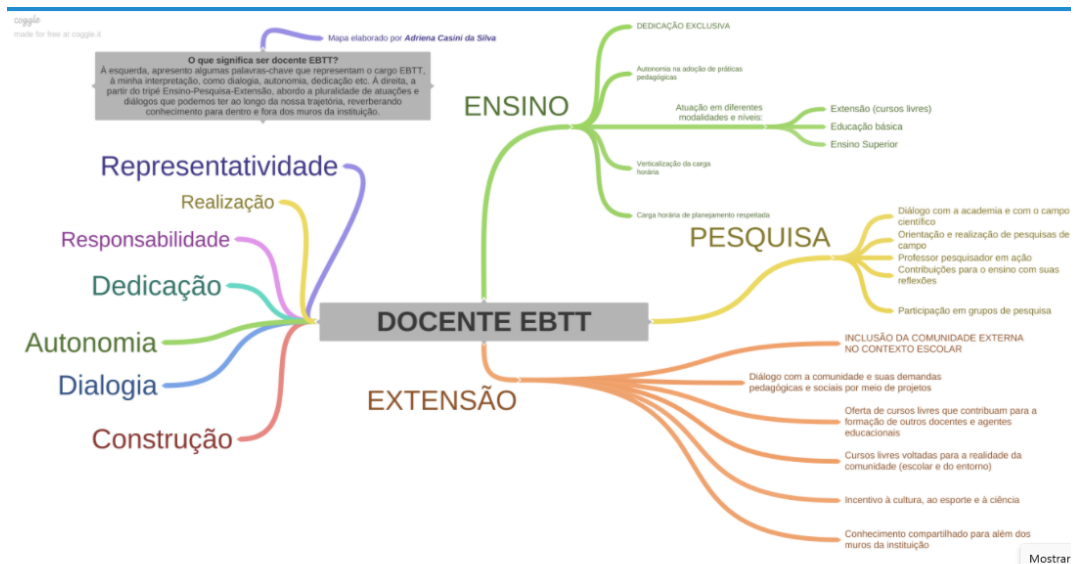 coggle
made for free at coggle.it
Mapa elaborado por Adriena Casini da Silva
O que significa ser docente EBTT?
À esquerda, apresento algumas palavras-chave que representam o cargo EBTT,
à minha interpretação, como dialogia, autonomia, dedicação etc. À direita, a
partir do tripé Ensino-Pesquisa-Extensão, abordo a pluralidade de atuações e
diálogos que podemos ter ao longo da nossa trajetória, reverberando
conhecimento para dentro e fora dos muros da instituição.
Representatividade
Realização
Responsabilidade
Dedicação
Autonomia
Dialogia
Construção
DOCENTE EBTT
ENSINO
DEDICAÇÃO EXCLUSIVA
Autonomia na adoção de práticas
pedagógicas
Atuação em diferentes
modalidades e níveis:
Extensão (cursos livres)
Educação básica
Ensino Superior
Verticalização da carga
horária
Carga horária de planejamento respeitada
PESQUISA
Diálogo com a academia e com o campo
científico
Orientação e realização de pesquisas de
campo
Professor pesquisador em ação
Contribuições para o ensino com suas
reflexões
Participação em grupos de pesquisa
EXTENSÃO
INCLUSÃO DA COMUNIDADE EXTERNA
NO CONTEXTO ESCOLAR
Diálogo com a comunidade e suas demandas
pedagógicas e sociais por meio de projetos
Oferta de cursos livres que contribuam para a
formação de outros docentes e agentes
educacionais
Cursos livres voltadas para a realidade da
comunidade (escolar e do entorno)
Incentivo à cultura, ao esporte e à ciência
Conhecimento compartilhado para além dos
muros da instituição
Mostrar